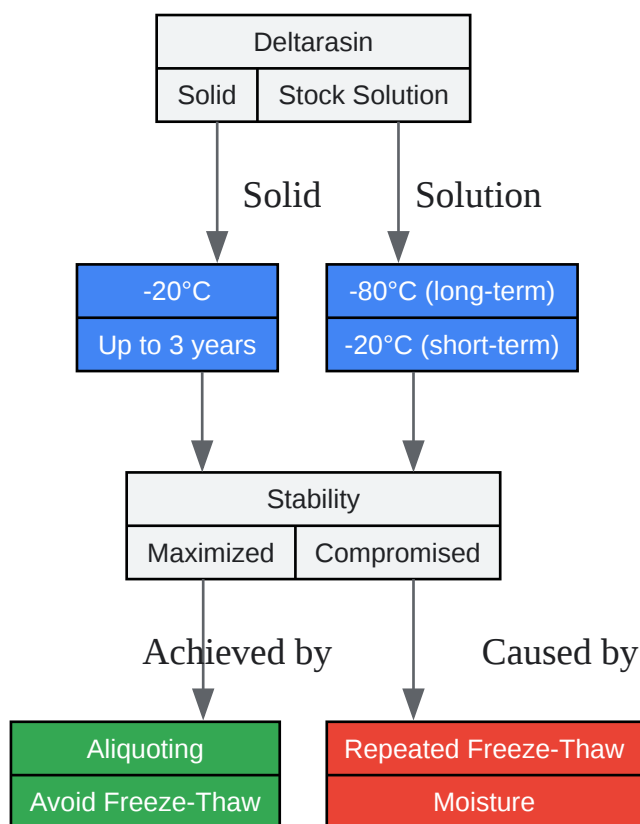 Deltarasin
Solid
Stock Solution
Solid
Solution
-20°C
Up to 3 years
-80°C (long-term)
-20°C (short-term)
Stability
Maximized
Compromised
Achieved by
Caused by
Aliquoting
Avoid Freeze-Thaw
Repeated Freeze-Thaw
Moisture